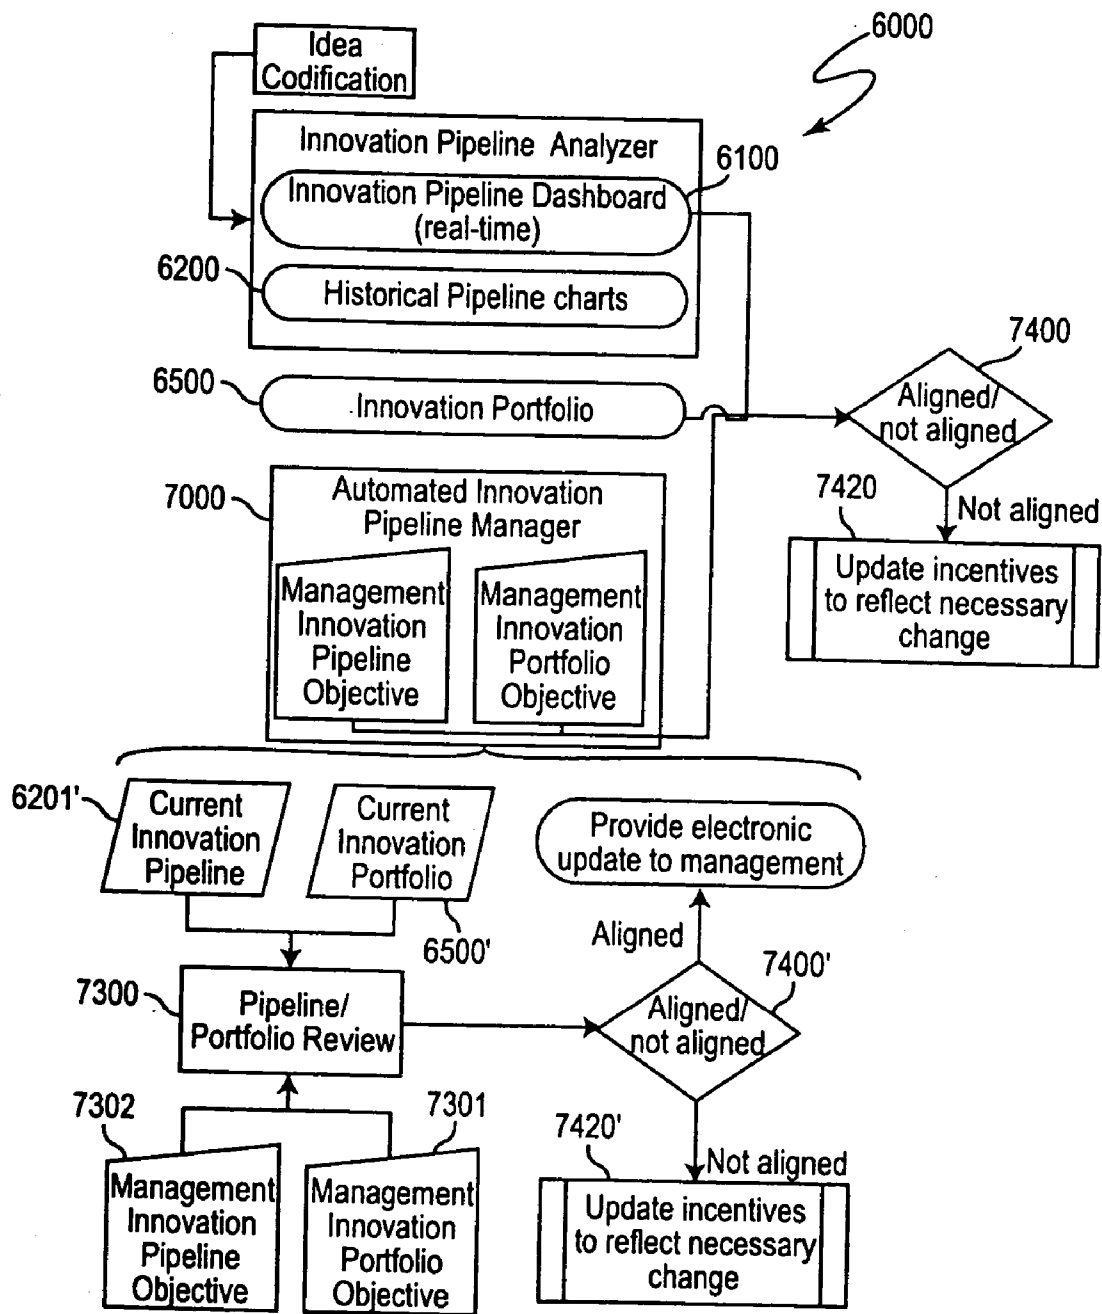 6000
Idea
Codification
Innovation Pipeline Analyzer
6100
Innovation Pipeline Dashboard
(real-time)
6200
Historical Pipeline charts
7400
6500
Innovation Portfolio
Aligned/
not aligned
7000
Automated Innovation
Pipeline Manager
7420
Not aligned
Management
Innovation
Pipeline
Objective
Management
Innovation
Portfolio
Objective
Update incentives
to reflect necessary
change
6201'
Current
Innovation
Pipeline
Current
Innovation
Portfolio
6500'
Provide electronic
update to management
Aligned
7300
Pipeline/
Portfolio Review
7400'
Aligned/
not aligned
7302
7301
7420'
Not aligned
Management
Innovation
Pipeline
Objective
Management
Innovation
Portfolio
Objective
Update incentives
to reflect necessary
change